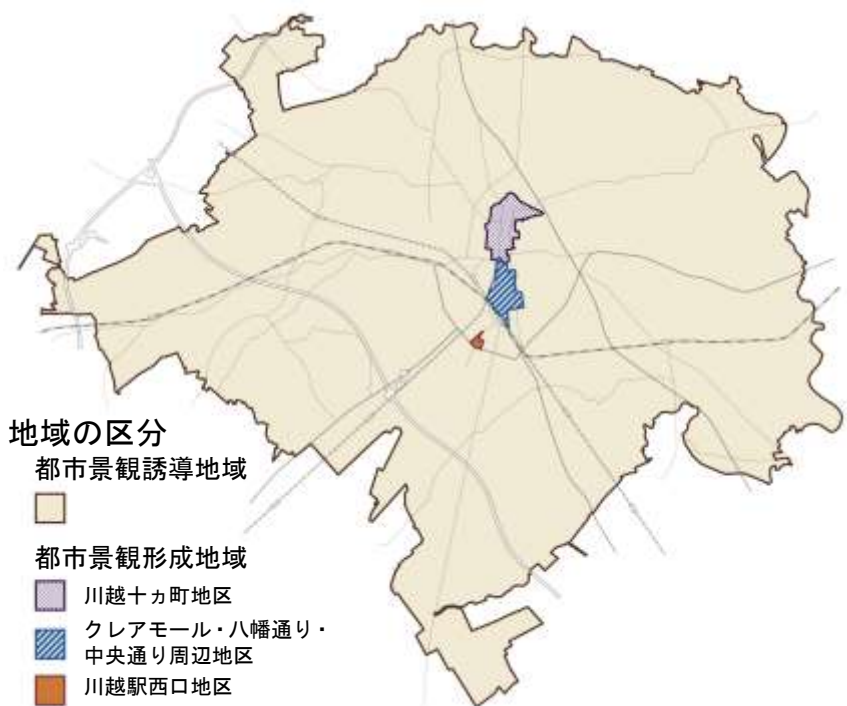 地域の区分
都市景観誘導地域
都市景観形成地域
川越十ヵ町地区
クレアモール・八幡通り・
中央通り周辺地区
川越駅西口地区